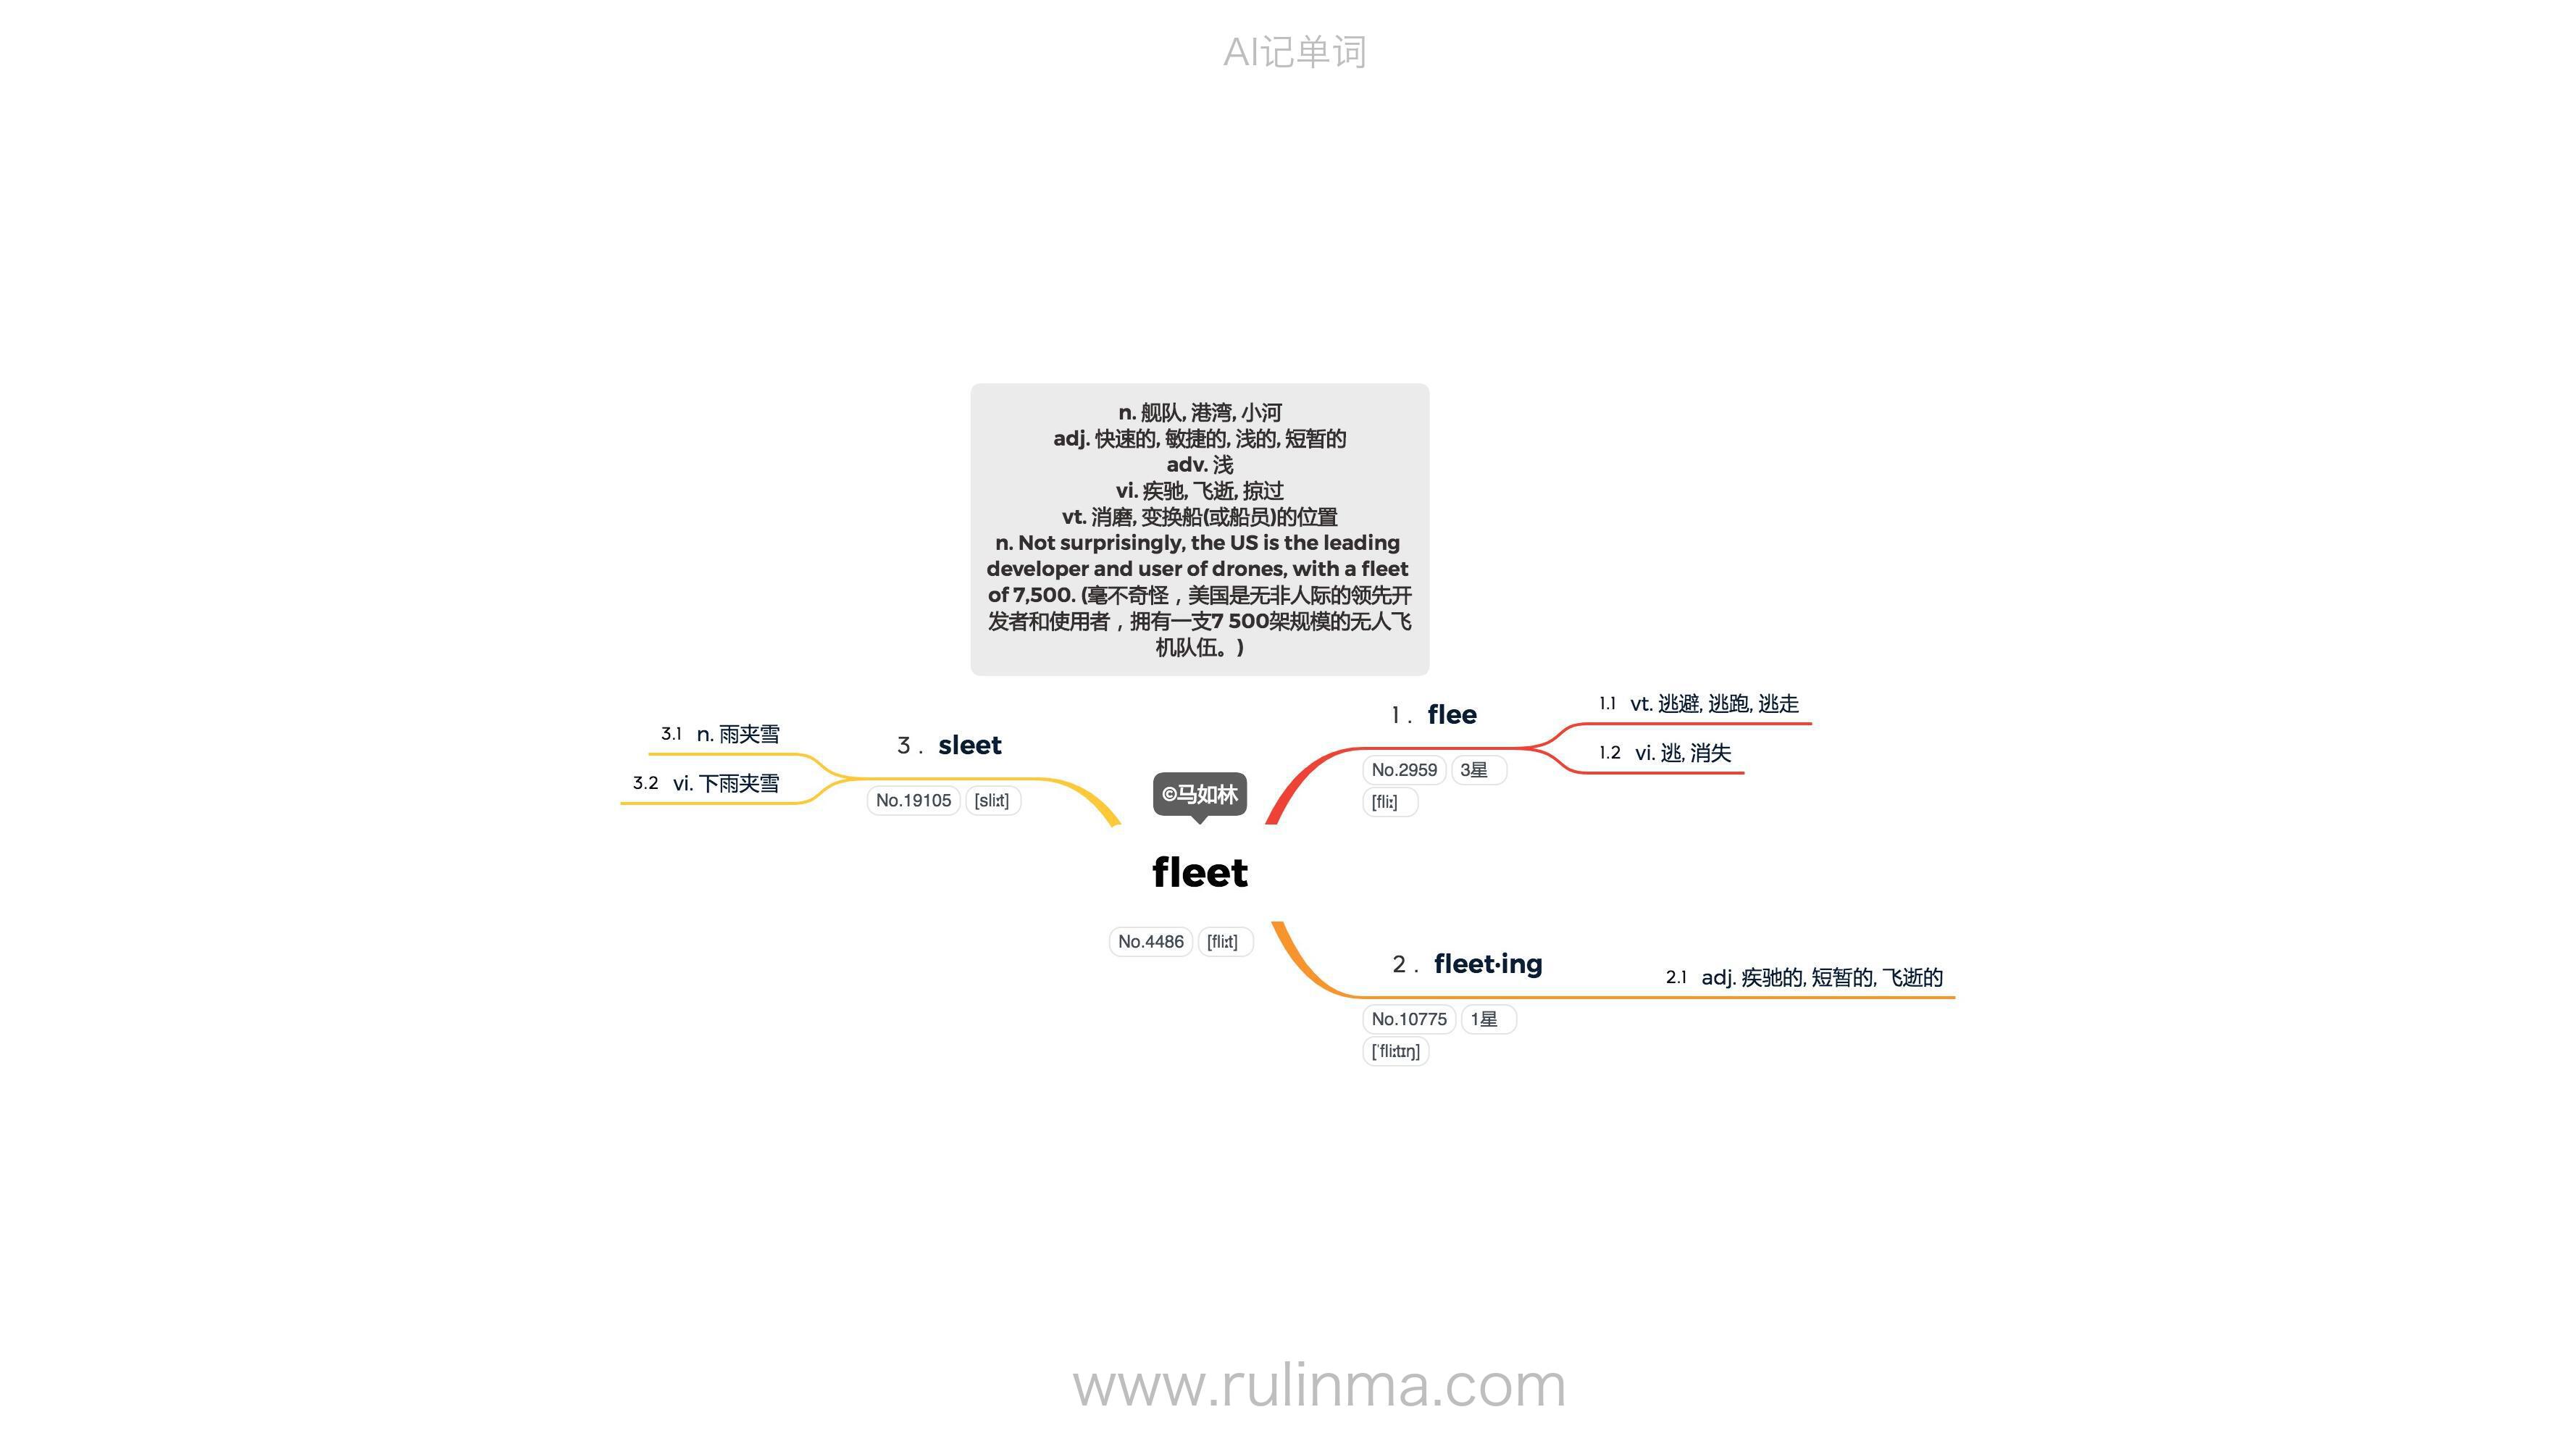 AI记单词
n. 舰队, 港湾, 小河
adj. 快速的, 敏捷的, 浅的, 短暂的
adv. 浅
vi. 疾驰, 飞逝, 掠过
vt. 消磨, 变换船(或船员)的位置
n. Not surprisingly, the US is the leading
developer and user of drones, with a fleet
of 7,500. (毫不奇怪，美国是无非人际的领先开
发者和使用者，拥有一支7 500架规模的无人飞
机队伍。)
©马如林
fleet
No.4486 [fliːt]
1 . flee
No.2959 3星
[fliː]
1.1 vt. 逃避, 逃跑, 逃走
1.2 vi. 逃, 消失
2 . fleet·ing
No.10775 1星
[ˈfliːtɪŋ]
2.1 adj. 疾驰的, 短暂的, 飞逝的
3 . sleet
No.19105 [sliːt]
3.1 n. 雨夹雪
3.2 vi. 下雨夹雪
www.rulinma.com